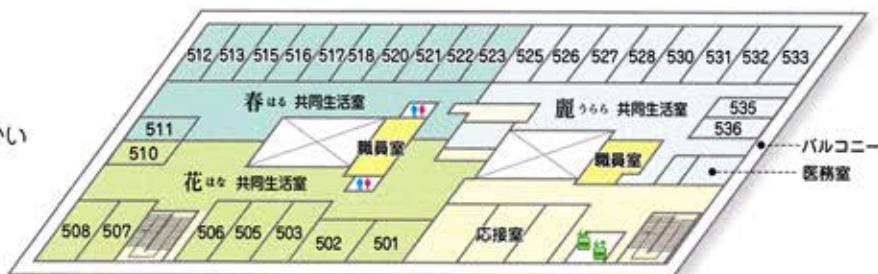 512 513 515 516 517 518 520 521 522 523 525 526 527 528 530 531 532 533
春 はる 共同生活室
麗 うらら 共同生活室
535
536
511
510
かい
職員室
職員室
バルコニー
医務室
花 はな 共同生活室
508 507 506 505 503 502 501
応接室